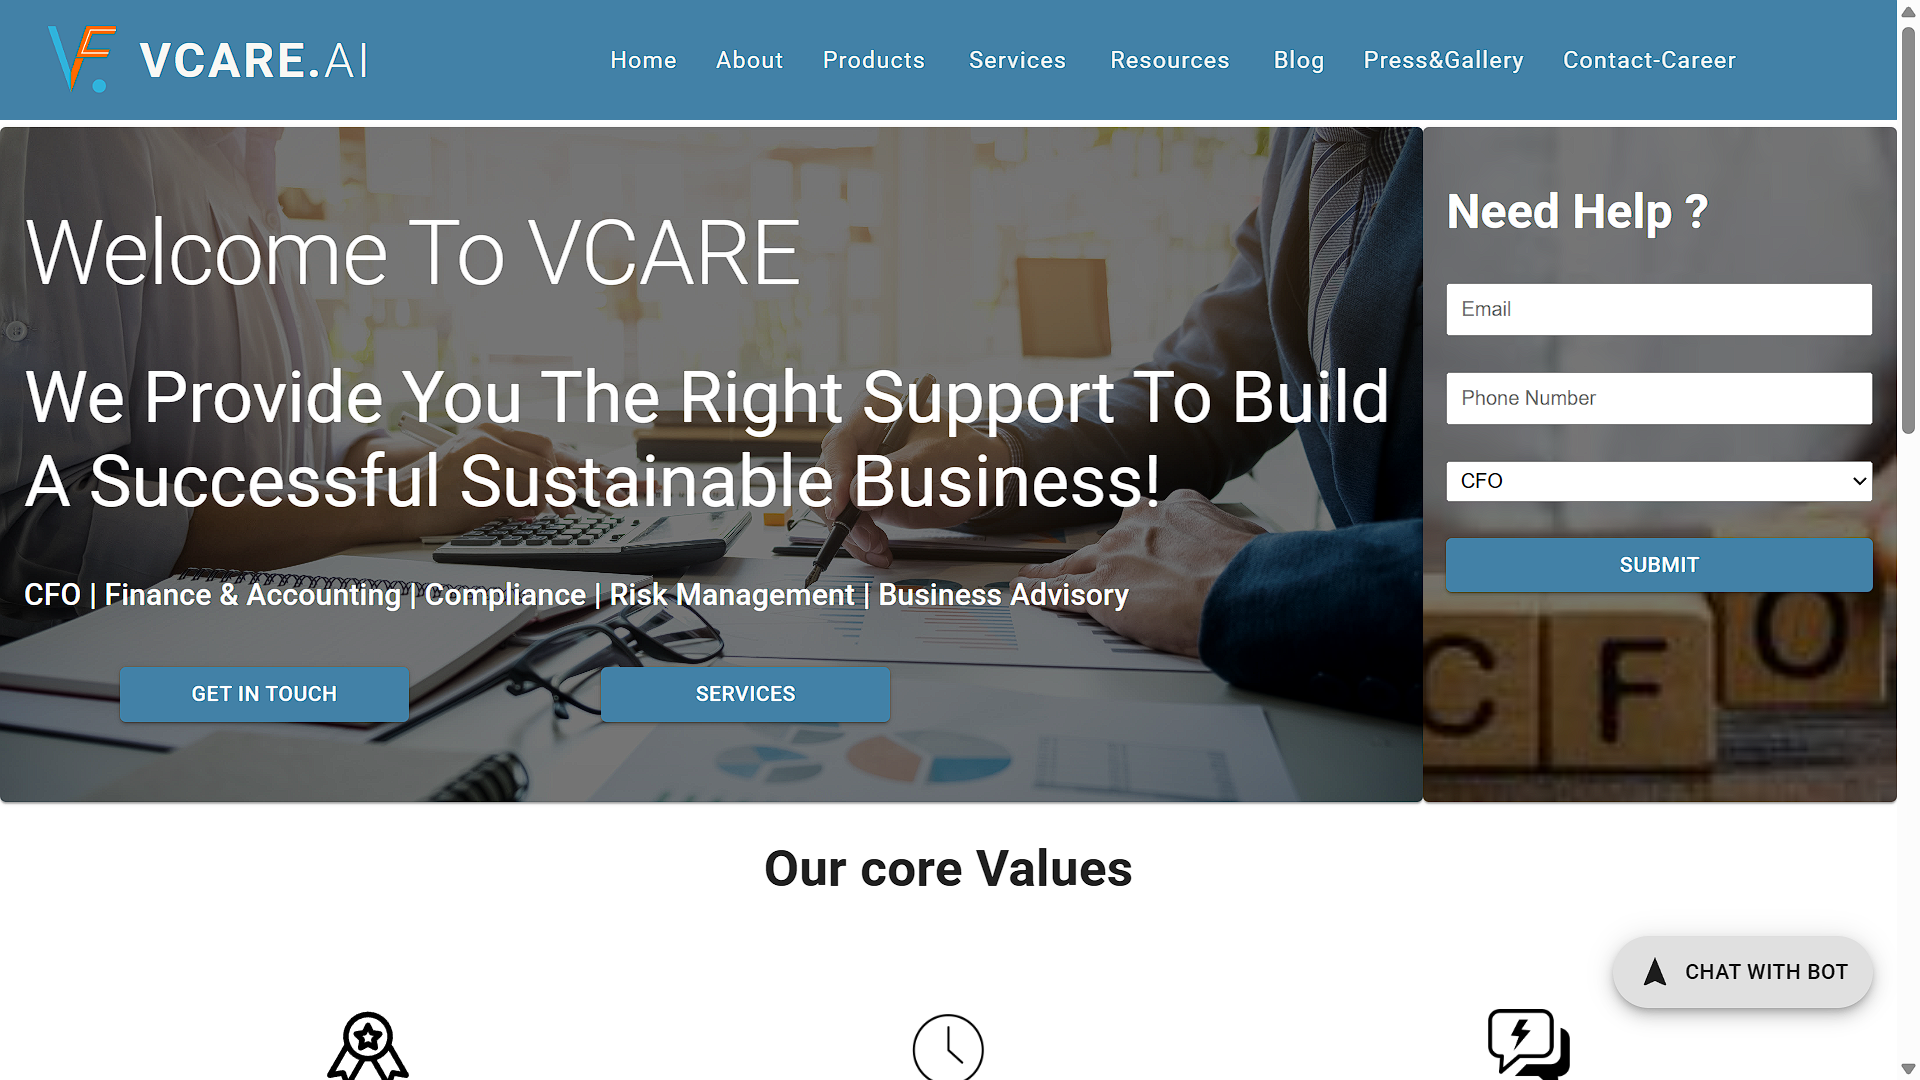 VF.
VCARE.AI
Home
About
Products
Services
Resources
Blog
Press&Gallery
Contact-Career
Welcome To VCARE
We Provide You The Right Support To Build
A Successful Sustainable Business!
CFO | Finance & Accounting | Compliance | Risk Management | Business Advisory
GET IN TOUCH
SERVICES
Need Help ?
Email
Phone Number
CFO
SUBMIT
C F O
Our core Values
CHAT WITH BOT